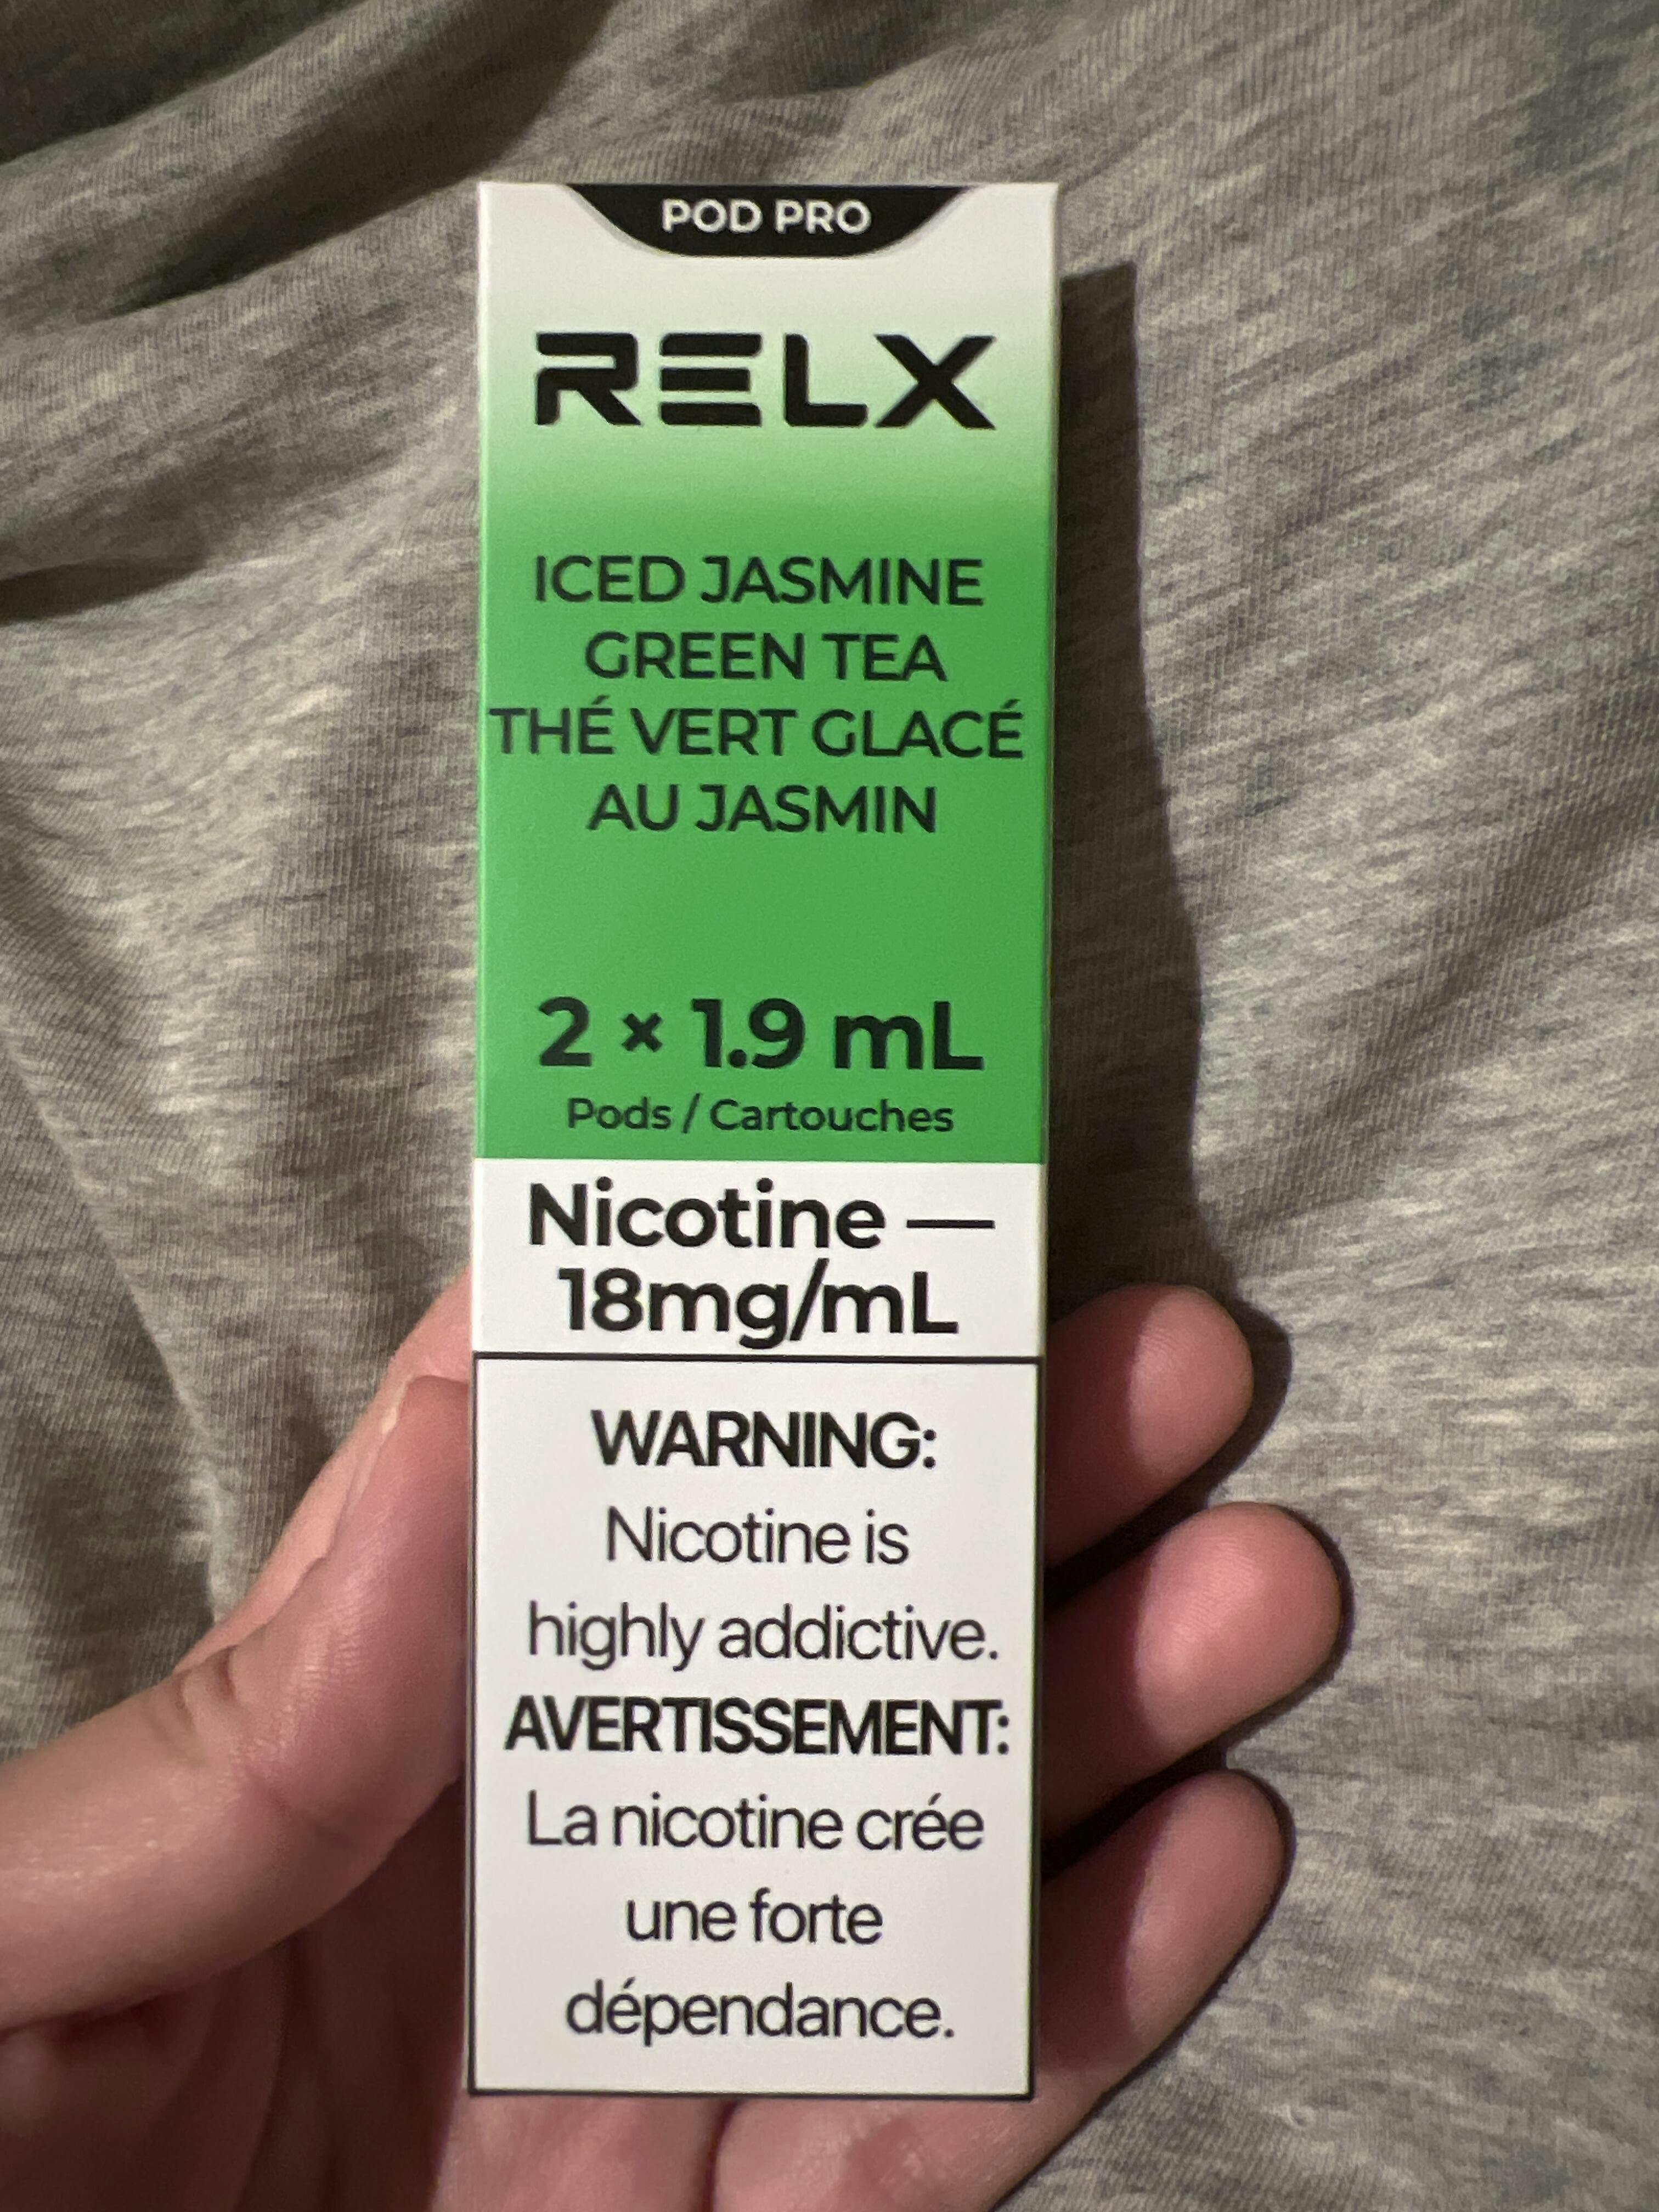 POD PRO
RELX
ICED JASMINE
GREEN TEA
THÉ VERT GLACÉ
AU JASMIN
2 × 1.9 mL
Pods / Cartouches
Nicotine —
18mg/mL
WARNING:
Nicotine is
highly addictive.
AVERTISSEMENT:
La nicotine crée
une forte
dépendance.